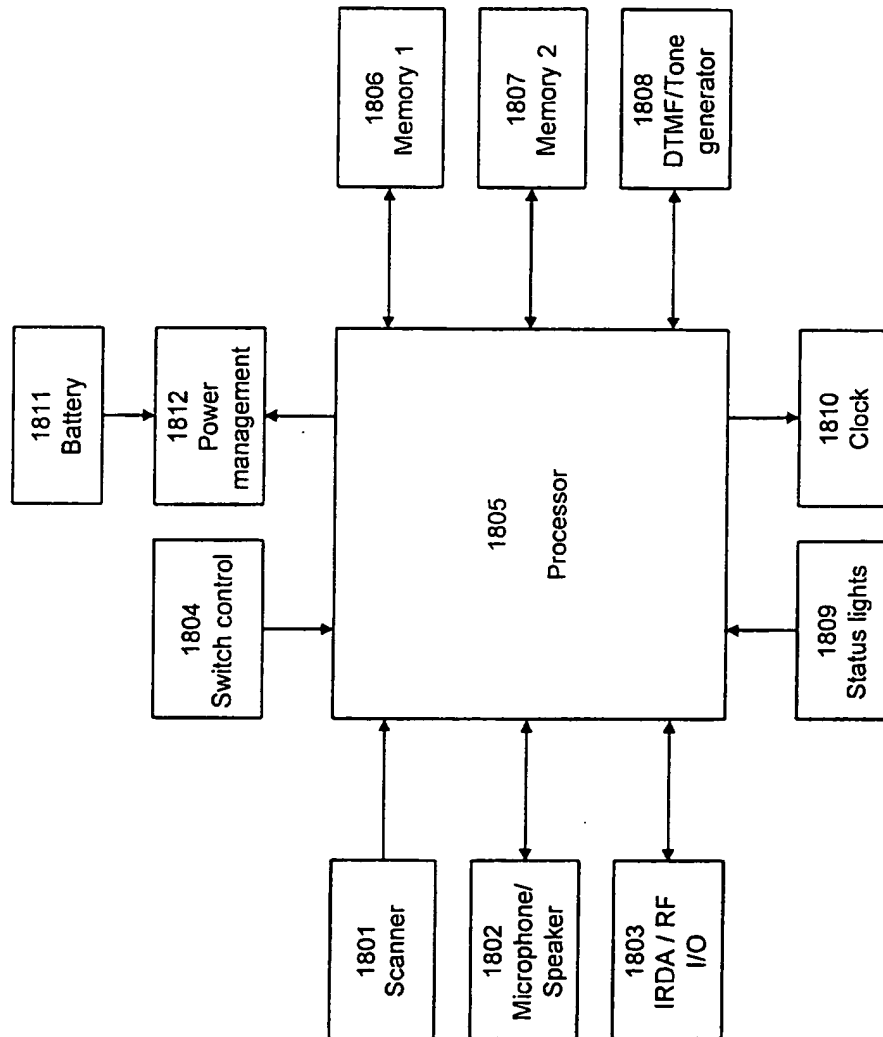 1811
Battery
1812
Power
management
1804
Switch control
1801
Scanner
1802
Microphone/
Speaker
1803
IRDA / RF
I/O
1805
Processor
1806
Memory 1
1807
Memory 2
1808
DTMF/Tone
generator
1809
Status lights
1810
Clock